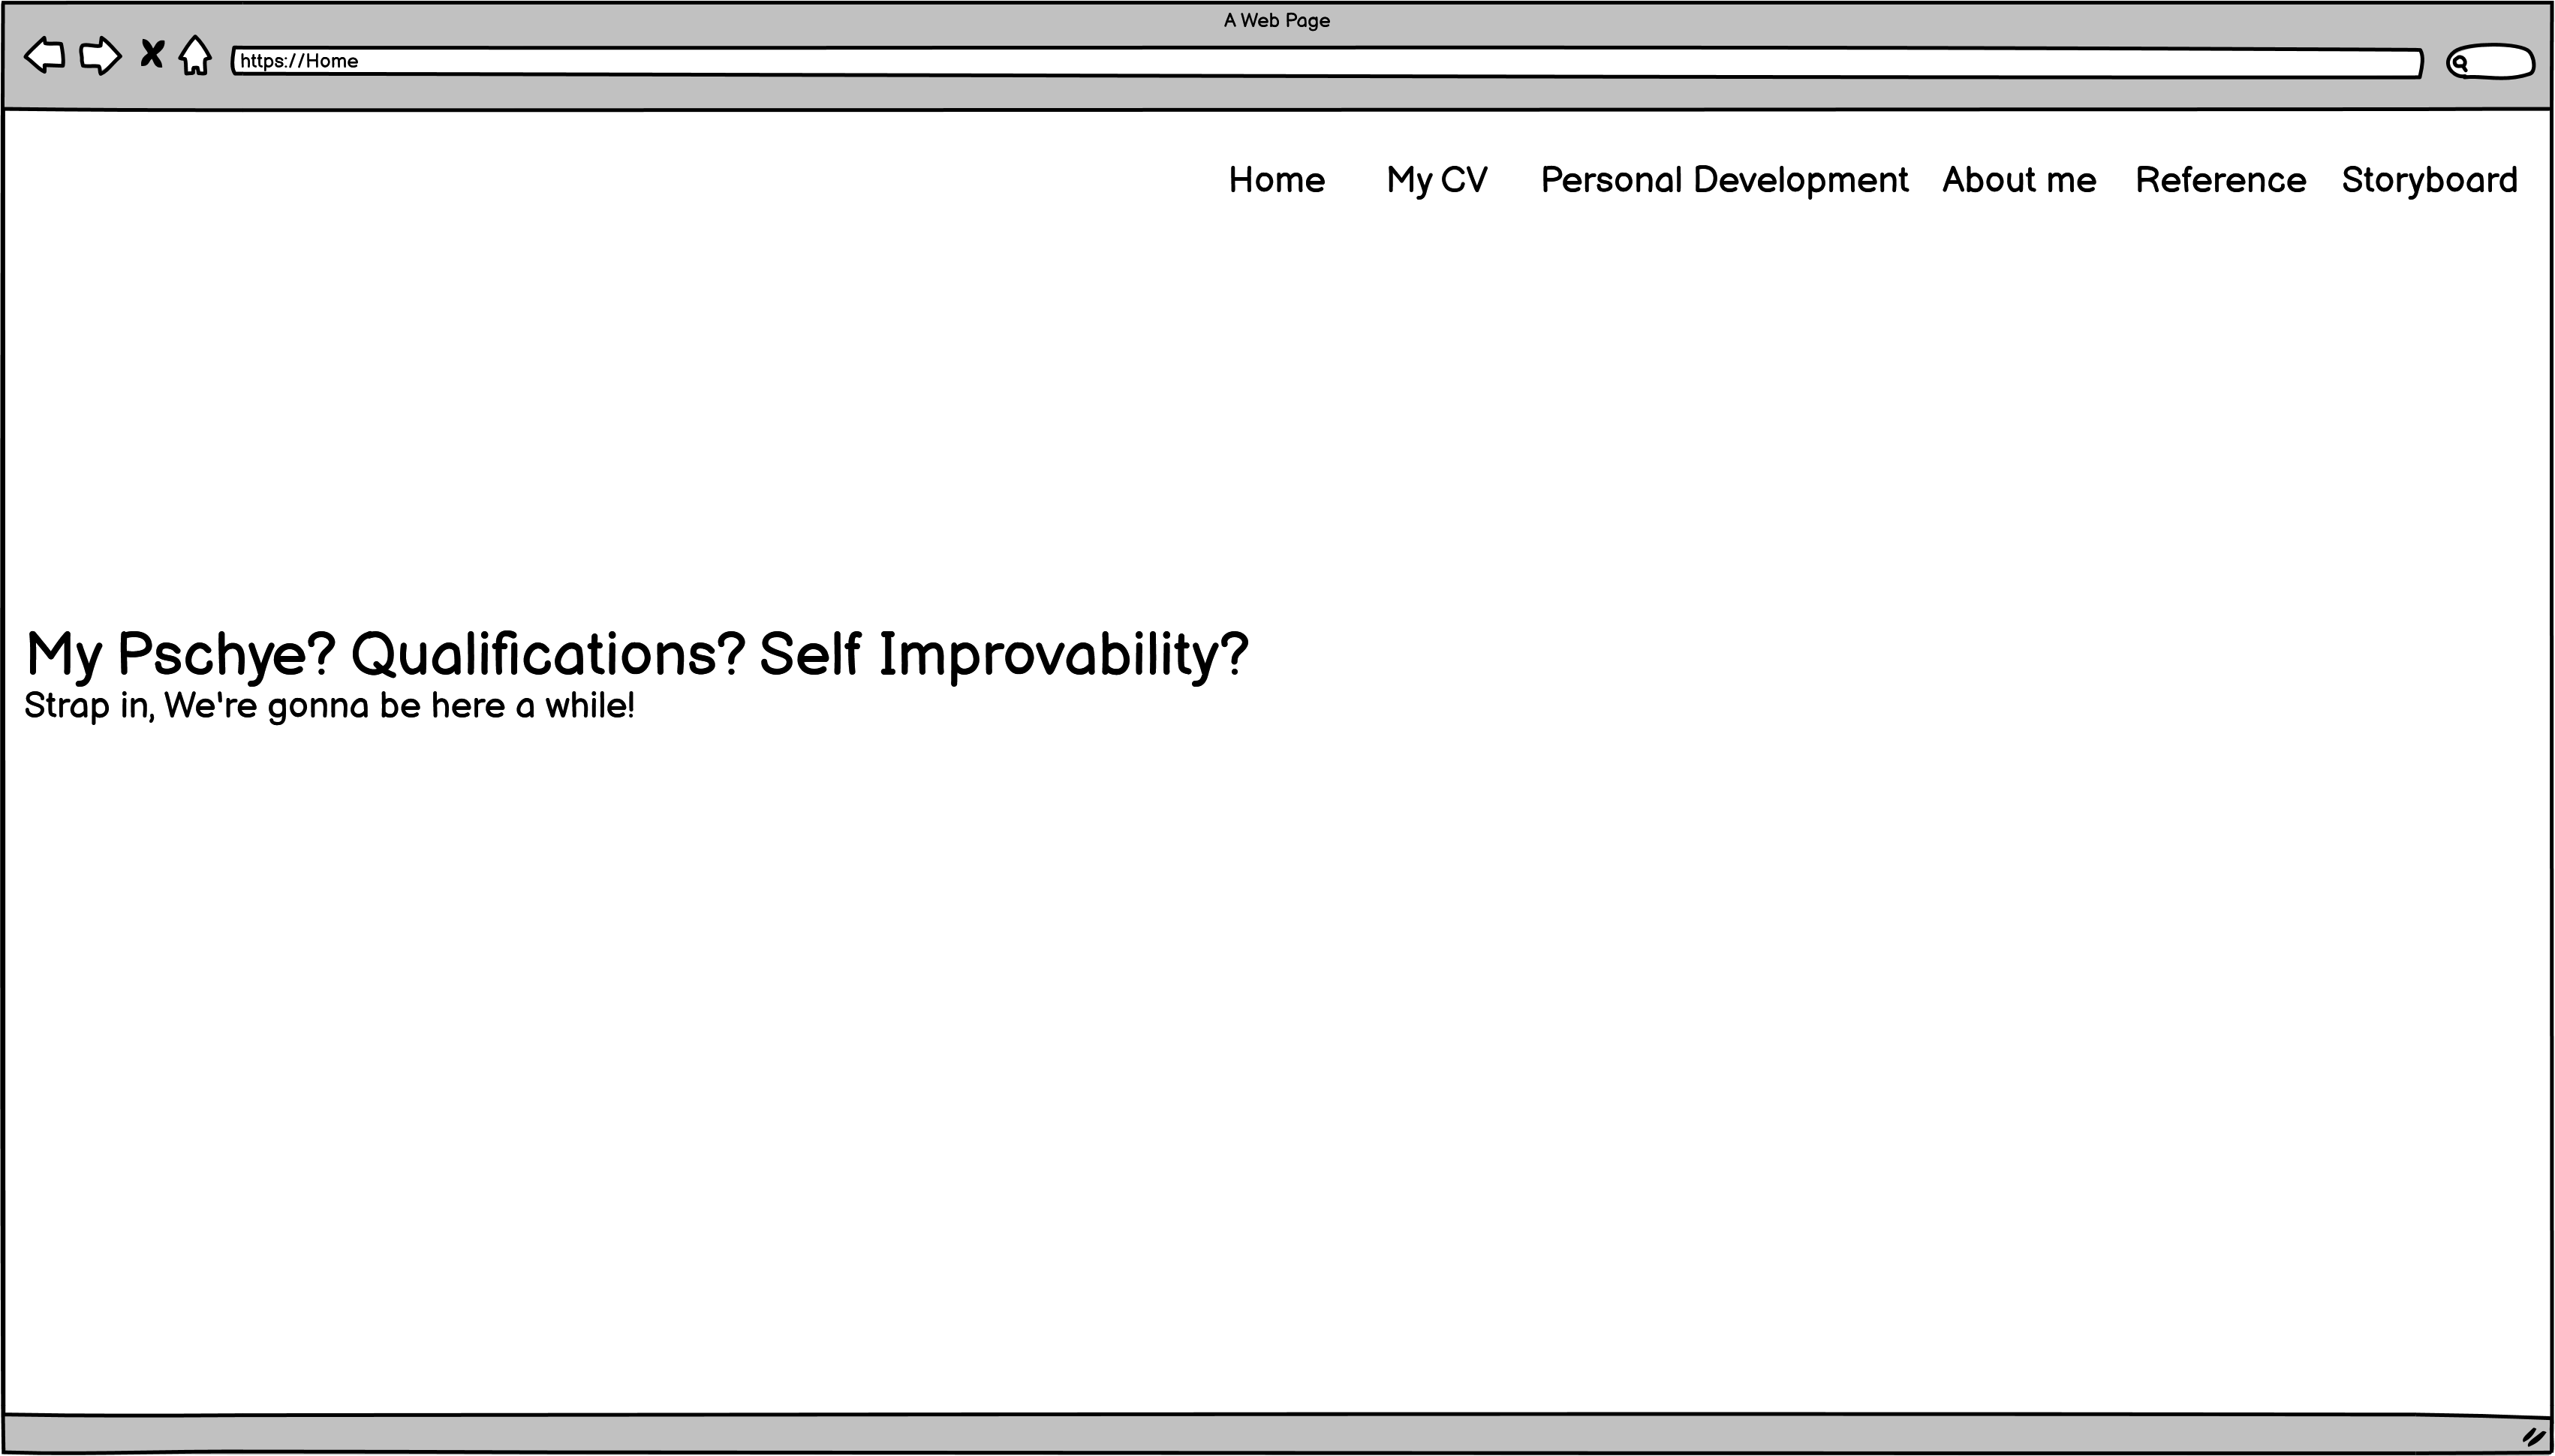 A Web Page
https://Home
Home My CV Personal Development About me Reference Storyboard
My Pschye? Qualifications? Self Improvability?
Strap in, We're gonna be here a while!